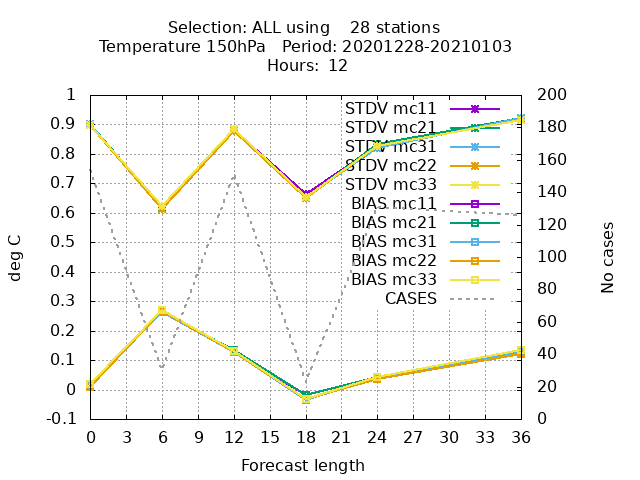 Selection: ALL using    28 stations
Temperature 150hPa   Period: 20201228-20210103
Hours:  12
1
0.9
0.8
0.7
0.6
0.5
0.4
0.3
0.2
0.1
0
-0.1
deg C
STDV mc11
STDV mc21
STDV mc31
STDV mc22
STDV mc33
BIAS mc11
BIAS mc21
BIAS mc31
BIAS mc22
BIAS mc33
CASES
200
180
160
140
120
100
80
60
40
20
0
No cases
0 3 6 9 12 15 18 21 24 27 30 33 36
Forecast length